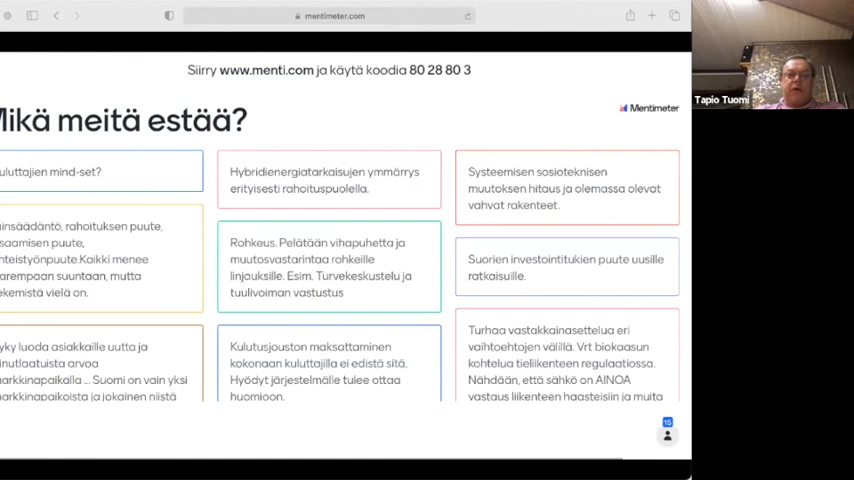 mentimeter.com
Siirry www.menti.com ja käytä koodia 80 28 80 3
Mikä meitä estää?
Mentimeter
Tapio Tuomi
uluttajien mind-set?
insäädäntö, rahoituksen puute,
saamisen puute,
hteistyönpuute.Kaikki menee
arempaan suuntaan, mutta
ekemistä vielä on.
yky luoda asiakkaille uutta ja
inutlaatuista arvoa
arkkinapaikalla ... Suomi on vain yksi
arkkinapaikoista ja jokainen niistä
Hybridienergiatarkaisujen ymmärrys
erityisesti rahoituspuolella.
Rohkeus. Pelätään vihapuhetta ja
muutosvastarintaa rohkeille
linjauksille. Esim. Turvekeskustelu ja
tuulivoiman vastustus
Kulutusjouston maksattaminen
kokonaan kuluttajilla ei edistä sitä.
Hyödyt järjestelmälle tulee ottaa
huomioon.
Systeemisen sosioteknisen
muutoksen hitaus ja olemassa olevat
vahvat rakenteet.
Suorien investointitukien puute uusille
ratkaisuille.
Turhaa vastakkainasettelua eri
vaihtoehtojen välillä. Vrt biokaasun
kohtelua tieliikenteen regulaatiossa.
Nähdään, että sähkö on AINOA
vastaus liikenteen haasteisiin ja muita
15